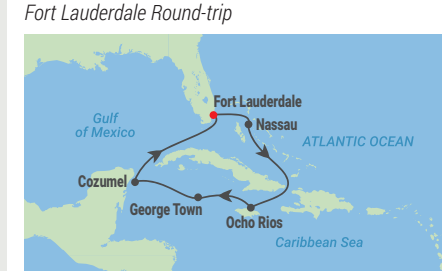 Fort Lauderdale Round-trip
Fort Lauderdale
Gulf
of Mexico
Nassau
ATLANTIC OCEAN
Cozumel
George Town
Ocho Rios
Caribbean Sea